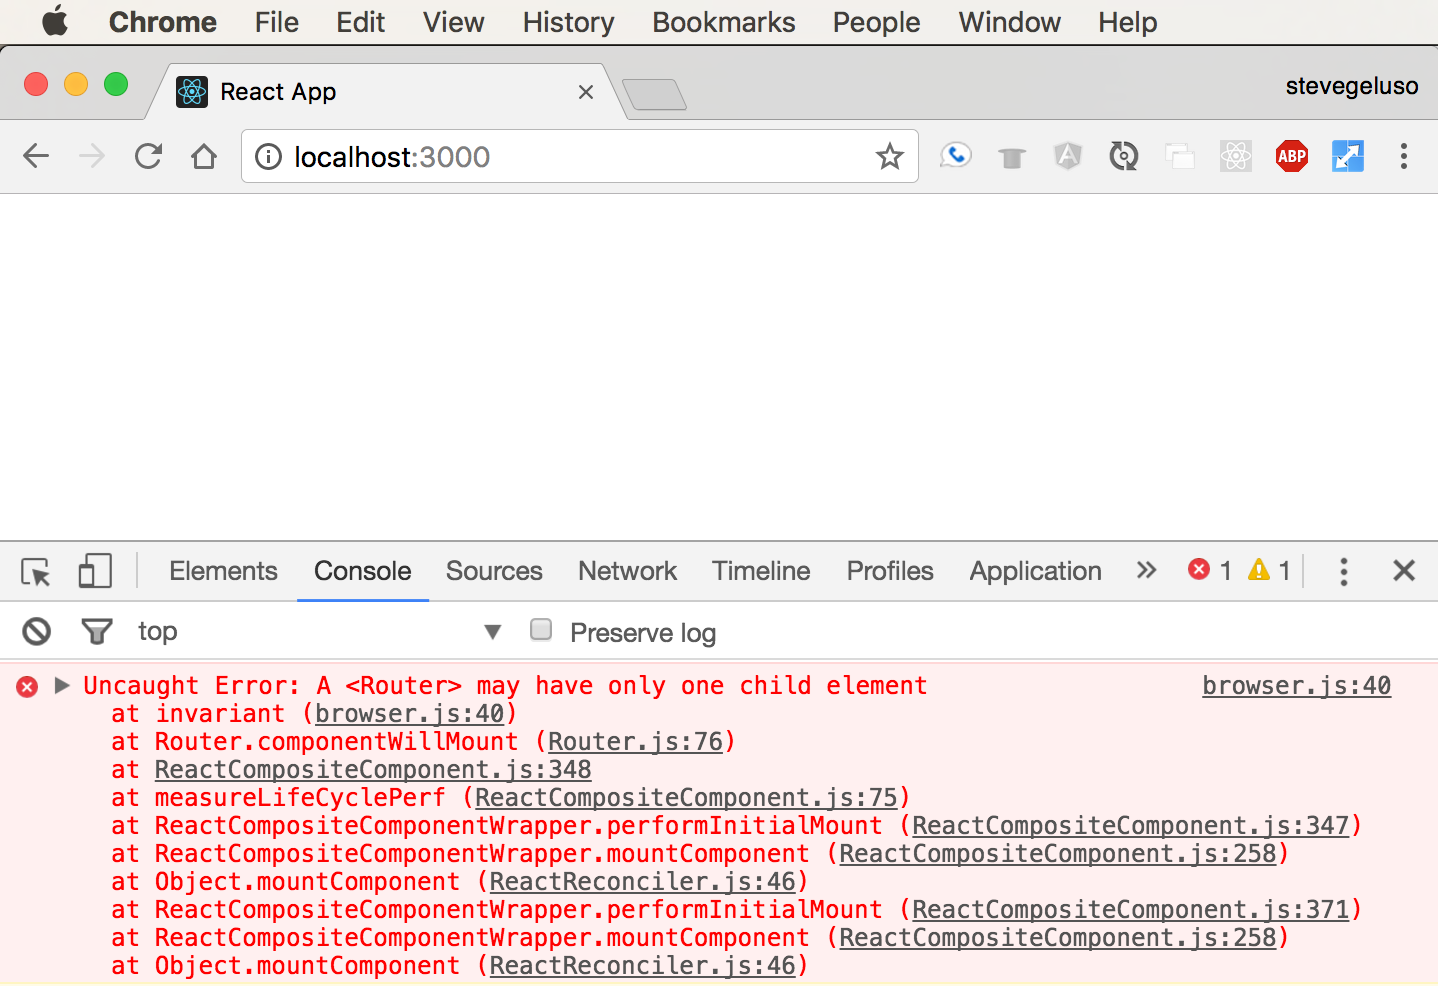 Chrome File Edit View History Bookmarks People Window Help
React App stevegeluso
localhost:3000 ABP
Elements Console Sources Network Timeline Profiles Application 1 1
top Preserve log
Uncaught Error: A <Router> may have only one child element browser.js:40
at invariant (browser.js:40)
at Router.componentWillMount (Router.js:76)
at ReactCompositeComponent.js:348
at measureLifeCyclePerf (ReactCompositeComponent.js:75)
at ReactCompositeComponentWrapper.performInitialMount (ReactCompositeComponent.js:347)
at ReactCompositeComponentWrapper.mountComponent (ReactCompositeComponent.js:258)
at Object.mountComponent (ReactReconciler.js:46)
at ReactCompositeComponentWrapper.performInitialMount (ReactCompositeComponent.js:371)
at ReactCompositeComponentWrapper.mountComponent (ReactCompositeComponent.js:258)
at Object.mountComponent (ReactReconciler.js:46)